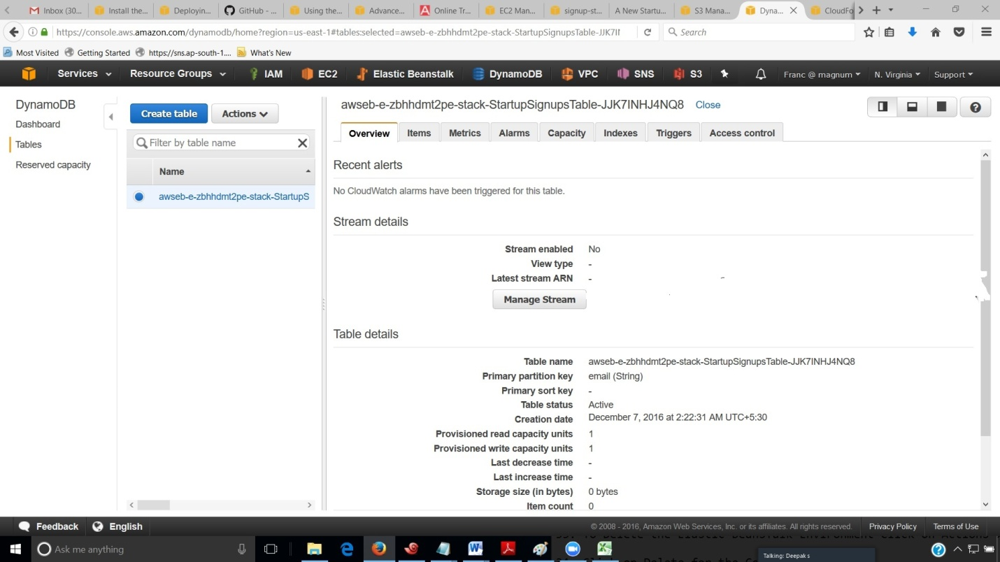 Inbox (30...
Install the...
Deployin...
GitHub - ...
Using the...
Advance...
Online Tr...
EC2 Man...
signup-st...
A New Startu...
S3 Mana...
Dyna...
CloudFo
https://console.aws.amazon.com/dynamodb/home?region=us-east-1#tables:selected=awseb-e-zbhhdmt2pe-stack-StartupSignupsTable-JJK7IN
Search
Most Visited
Getting Started
https://sns.ap-south-1....
What's New
Services
Resource Groups
IAM
EC2
Elastic Beanstalk
DynamoDB
VPC
SNS
S3
Franc @ magnum
N. Virginia
Support
DynamoDB
Dashboard
Tables
Reserved capacity
Create table
Actions
Filter by table name
Name
awseb-e-zbhhdmt2pe-stack-StartupS
awseb-e-zbhhdmt2pe-stack-StartupSignupsTable-JJK7INHJ4NQ8 Close
Overview
Items
Metrics
Alarms
Capacity
Indexes
Triggers
Access control
Recent alerts
No CloudWatch alarms have been triggered for this table.
Stream details
Stream enabled No
View type -
Latest stream ARN -
Manage Stream
Table details
Table name awseb-e-zbhhdmt2pe-stack-StartupSignupsTable-JJK7INHJ4NQ8
Primary partition key email (String)
Primary sort key -
Table status Active
Creation date December 7, 2016 at 2:22:31 AM UTC+5:30
Provisioned read capacity units 1
Provisioned write capacity units 1
Last decrease time -
Last increase time -
Storage size (in bytes) 0 bytes
Item count 0
Feedback
English
© 2008 - 2016, Amazon Web Services, Inc. or its affiliates. All rights reserved.
Privacy Policy
Terms of Use
Ask me anything
Talking: Deepak s